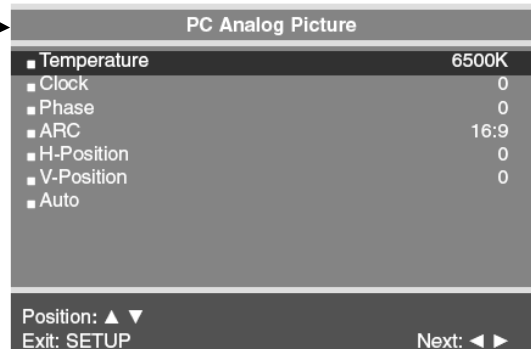 PC Analog Picture
Temperature 6500K
Clock 0
Phase 0
ARC 16:9
H-Position 0
V-Position 0
Auto
Position: ▲ ▼
Exit: SETUP Next: ◄ ►